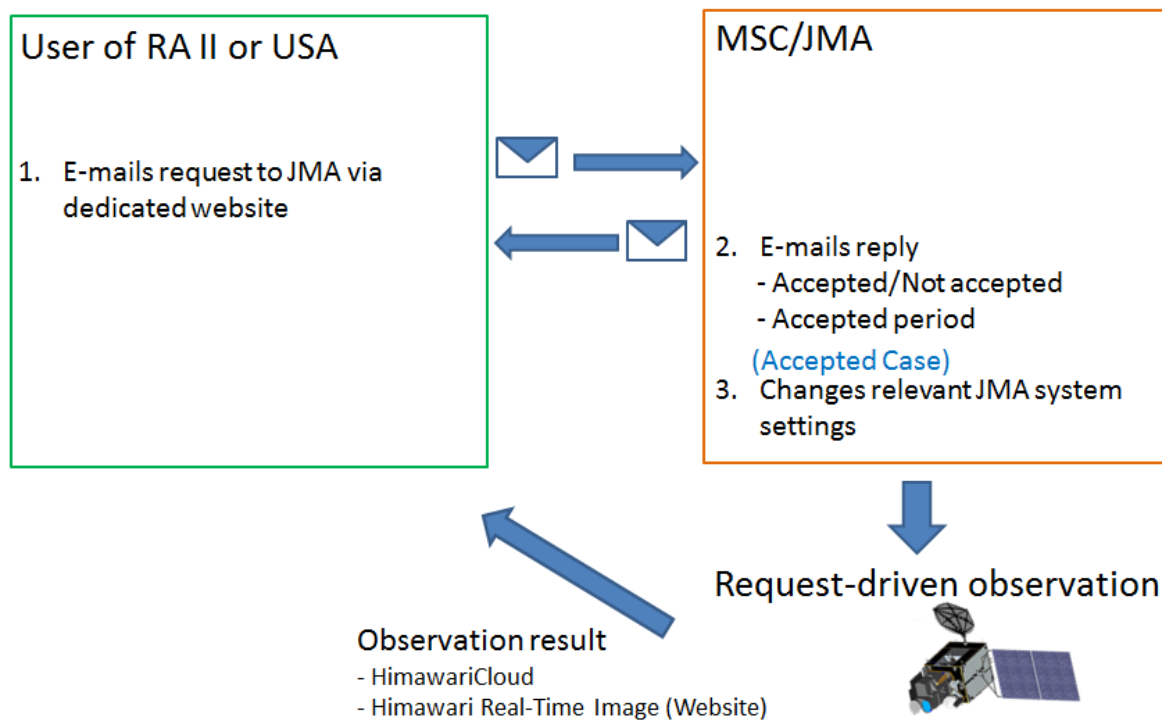 User of RA II or USA
1. E-mails request to JMA via
dedicated website
MSC/JMA
2. E-mails reply
- Accepted/Not accepted
- Accepted period
(Accepted Case)
3. Changes relevant JMA system
settings
Request-driven observation
Observation result
- HimawariCloud
- Himawari Real-Time Image (Website)